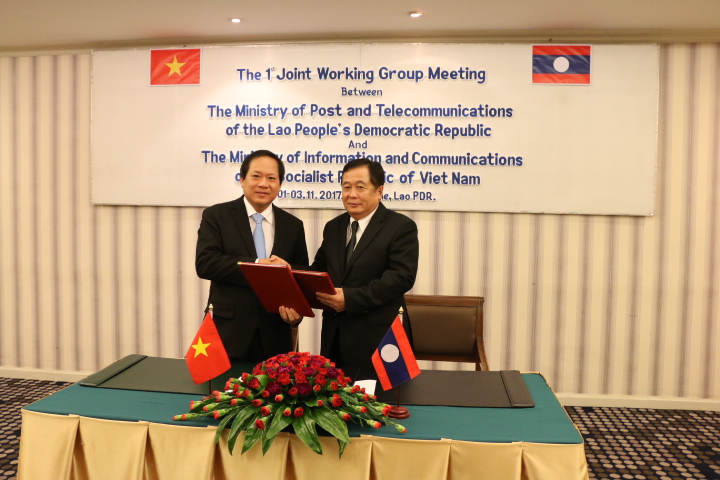 The 1st Joint Working Group Meeting
Between
The Ministry of Post and Telecommunications
of the Lao People's Democratic Republic
And
The Ministry of Information and Communications
Socialist of Viet Nam
01-03.11.2017 Lao PDR.